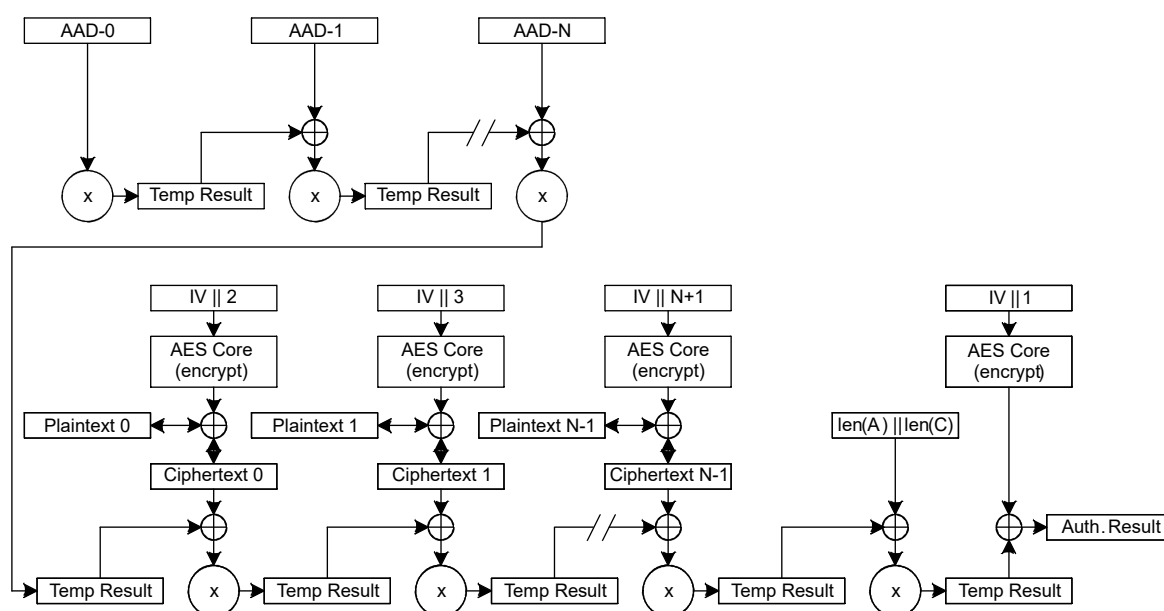 AAD-0
AAD-1
AAD-N
x
Temp Result
x
Temp Result
x
IV || 2
IV || 3
IV || N+1
IV || 1
AES Core
(encrypt)
AES Core
(encrypt)
AES Core
(encrypt)
AES Core
(encrypt)
Plaintext 0
Plaintext 1
Plaintext N-1
len(A) || len(C)
Ciphertext 0
Ciphertext 1
Ciphertext N-1
Auth. Result
Temp Result
x
Temp Result
x
Temp Result
x
Temp Result
x
Temp Result